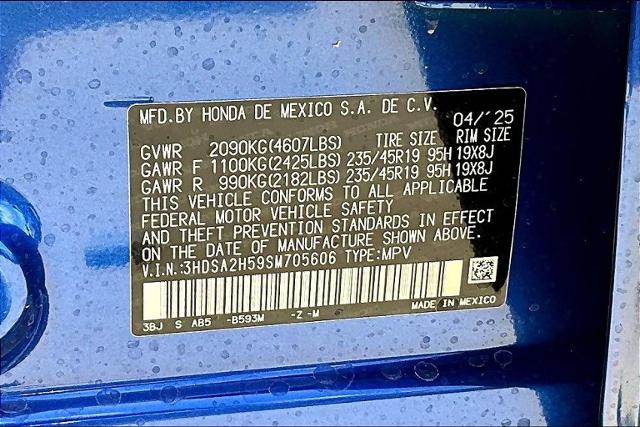 MFD.BY HONDA DE MEXICO S.A. DE C.V. 04/'25
GVWR 2090KG(4607LBS) TIRE SIZE RIM SIZE
GAWR F 1100KG(2425LBS) 235/45R19 95H 19X8J
GAWR R 990KG(2182LBS) 235/45R19 95H 19X8J
THIS VEHICLE CONFORMS TO ALL APPLICABLE
FEDERAL MOTOR VEHICLE SAFETY
AND THEFT PREVENTION STANDARDS IN EFFECT
ON THE DATE OF MANUFACTURE SHOWN ABOVE.
V.I.N.:3HDSA2H59SM705606 TYPE:MPV
MADE IN MEXICO
3BJ S AB5 -B593M -Z -M